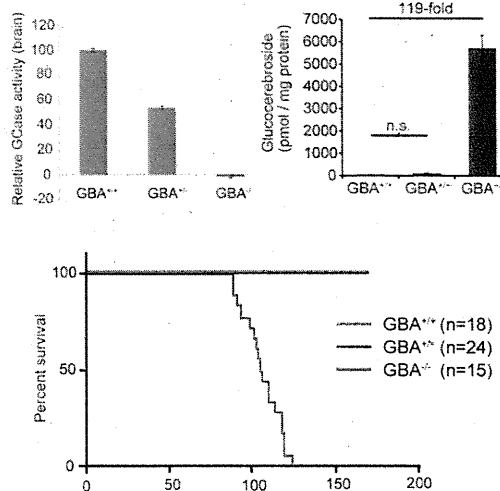 Relative GCase activity (brain)
120
100
80
60
40
20
0
-20
GBA+/+
GBA+/-
GBA-/-
Glucocerebroside
(pmol / mg protein)
7000
6000
5000
4000
3000
2000
1000
0
119-fold
n.s.
GBA+/+
GBA+/-
GBA-/-
Percent survival
100
50
0
0
50
100
150
200
GBA+/+ (n=18)
GBA+/- (n=24)
GBA-/- (n=15)